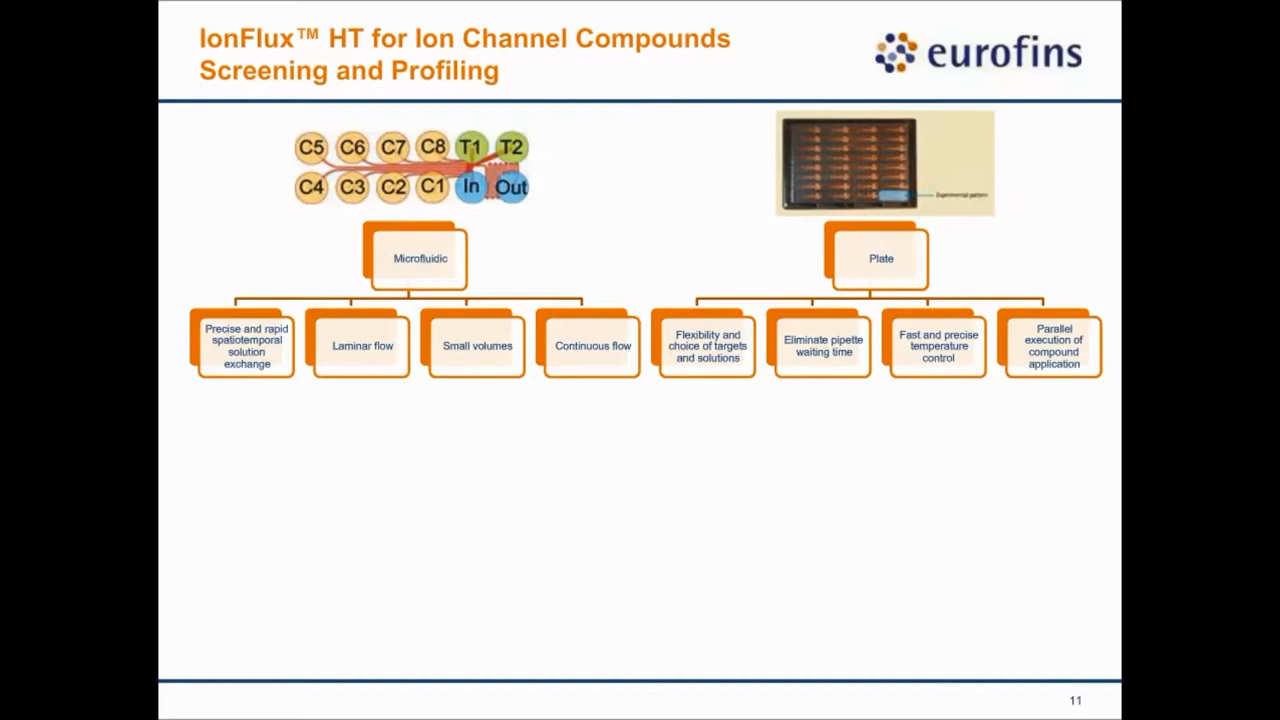 IonFlux™ HT for Ion Channel Compounds
Screening and Profiling
eurofins
C5 C6 C7 C8 T1 T2
C4 C3 C2 C1 In Out
Experimental pattern
Microfluidic
Plate
Precise and rapid
spatiotemporal
solution
exchange
Laminar flow
Small volumes
Continuous flow
Flexibility and
choice of targets
and solutions
Eliminate pipette
waiting time
Fast and precise
temperature
control
Parallel
execution of
compound
application
11